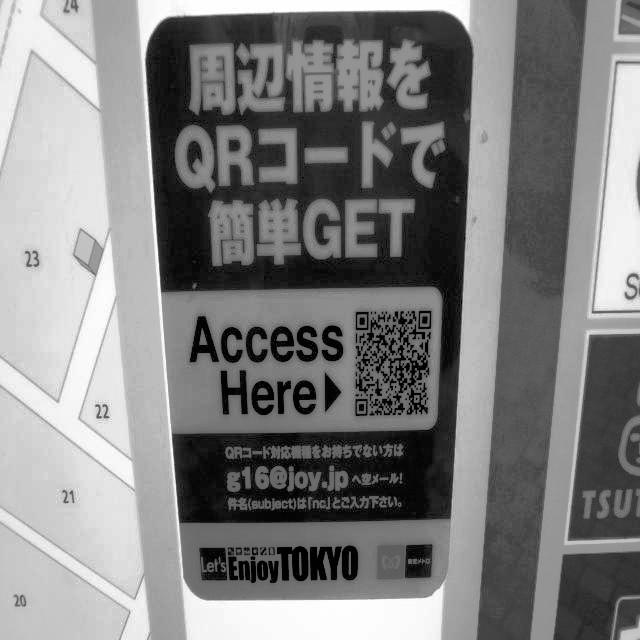 24
周辺情報を
QRコードで
簡単GET
23
Access
Here
22
QRコード対応機種をお持ちでない方は
g16@joy.jp へ空メール!
件名(subject)は「nc」とご入力下さい。
21
TSUT
Let's EnjoyTOKYO
東京メトロ
20